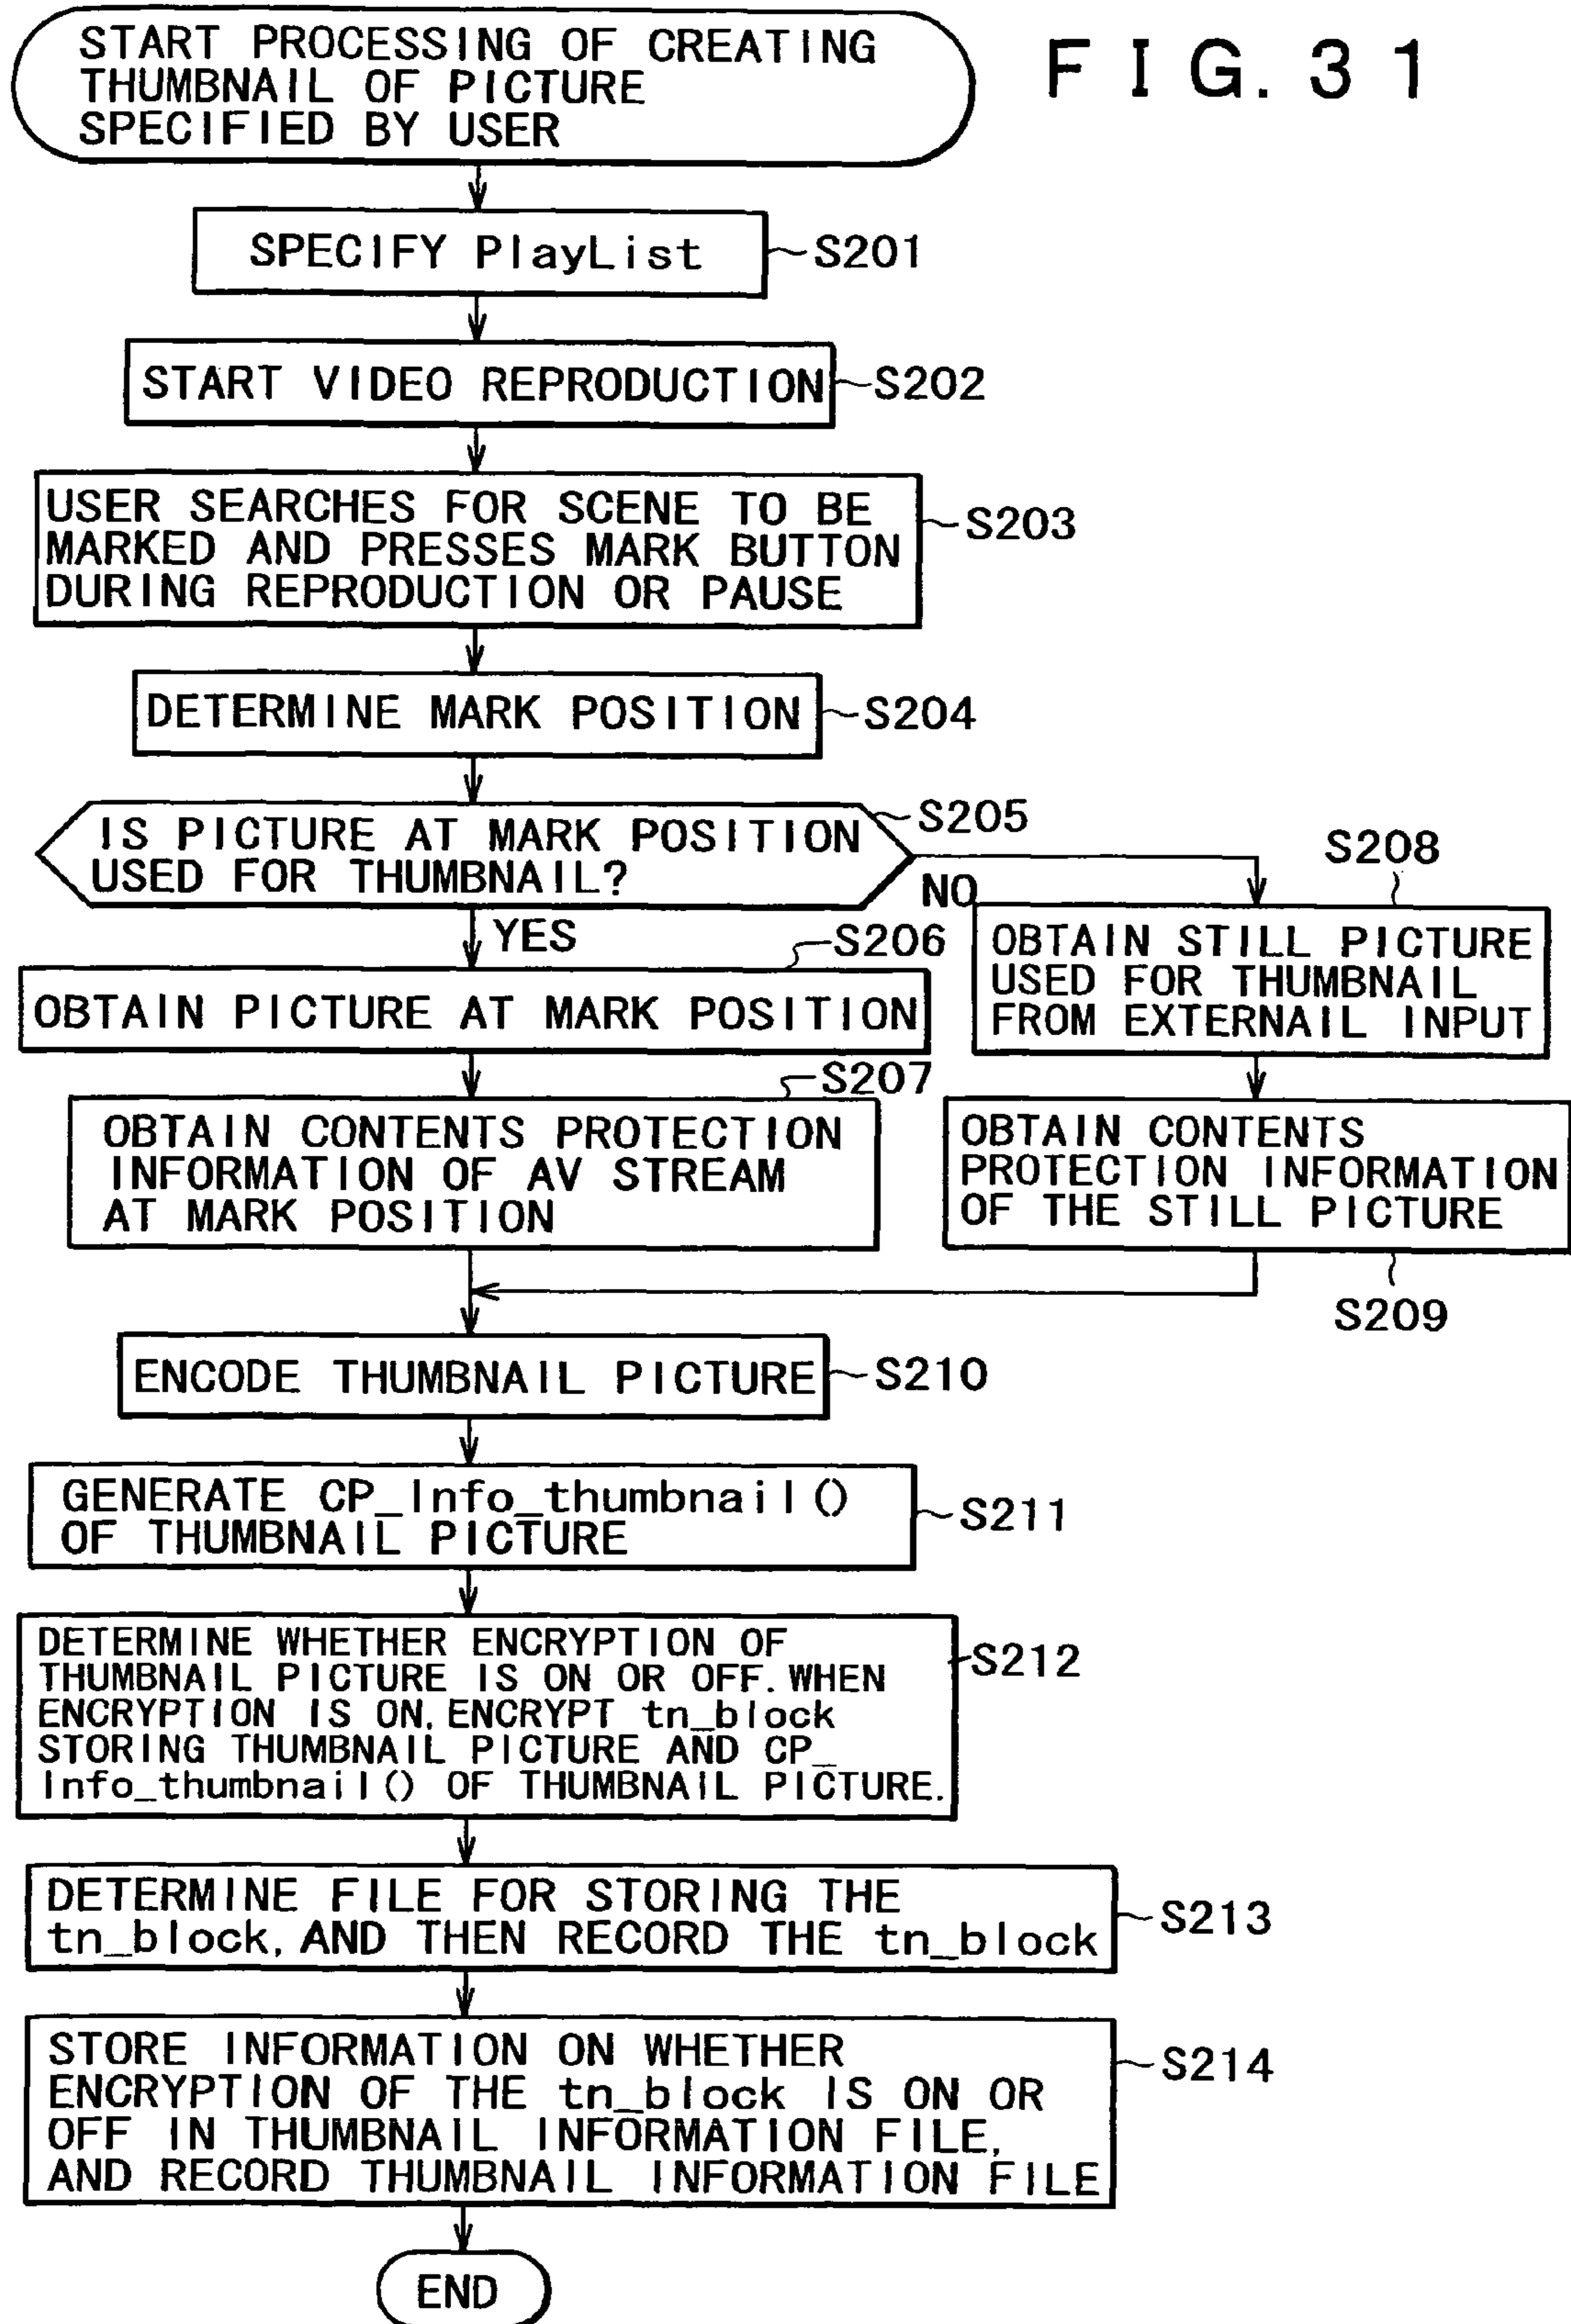 START PROCESSING OF CREATING
THUMBNAIL OF PICTURE
SPECIFIED BY USER
FIG. 31
SPECIFY PlayList
S201
START VIDEO REPRODUCTION
S202
USER SEARCHES FOR SCENE TO BE
MARKED AND PRESSES MARK BUTTON
DURING REPRODUCTION OR PAUSE
S203
DETERMINE MARK POSITION
S204
IS PICTURE AT MARK POSITION
USED FOR THUMBNAIL?
S205
NO
YES
S206
OBTAIN PICTURE AT MARK POSITION
S207
OBTAIN CONTENTS PROTECTION
INFORMATION OF AV STREAM
AT MARK POSITION
S208
OBTAIN STILL PICTURE
USED FOR THUMBNAIL
FROM EXTERNAIL INPUT
OBTAIN CONTENTS
PROTECTION INFORMATION
OF THE STILL PICTURE
S209
ENCODE THUMBNAIL PICTURE
S210
GENERATE CP_Info_thumbnail()
OF THUMBNAIL PICTURE
S211
DETERMINE WHETHER ENCRYPTION OF
THUMBNAIL PICTURE IS ON OR OFF. WHEN
ENCRYPTION IS ON, ENCRYPT tn_block
STORING THUMBNAIL PICTURE AND CP_
Info_thumbnail() OF THUMBNAIL PICTURE.
S212
DETERMINE FILE FOR STORING THE
tn_block, AND THEN RECORD THE tn_block
S213
STORE INFORMATION ON WHETHER
ENCRYPTION OF THE tn_block IS ON OR
OFF IN THUMBNAIL INFORMATION FILE,
AND RECORD THUMBNAIL INFORMATION FILE
S214
END